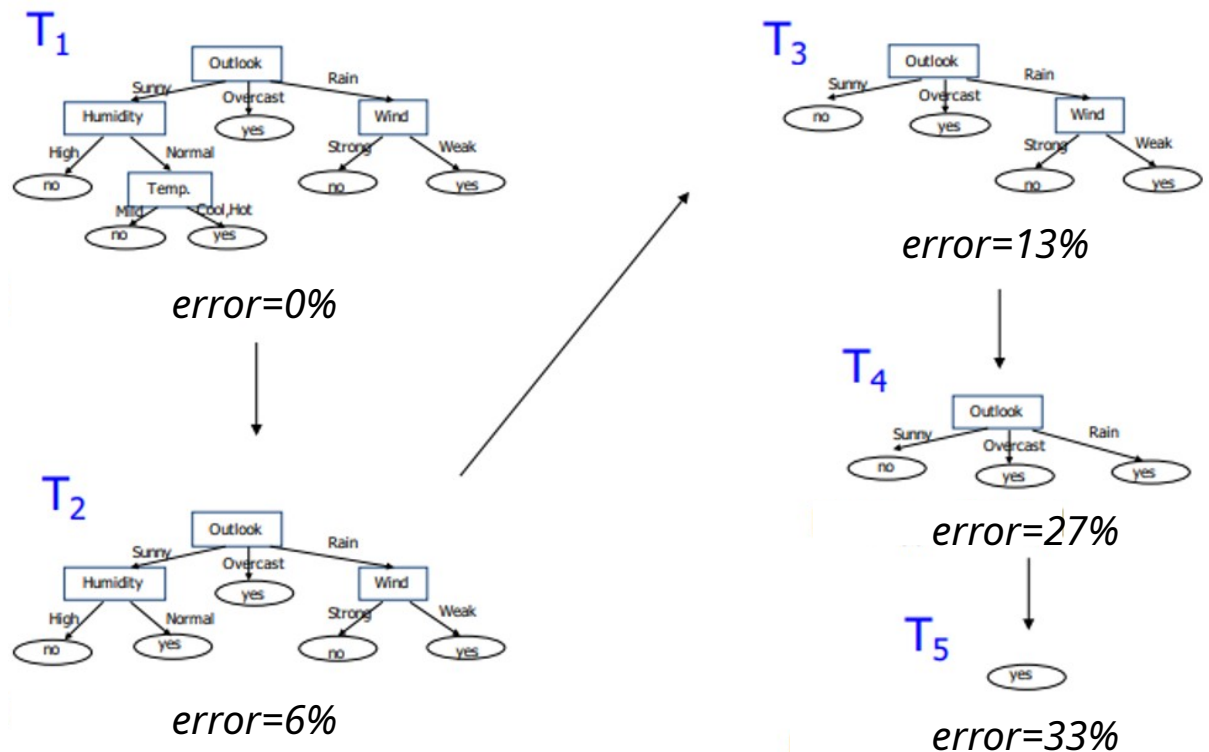 T1
Outlook
Sunny
Overcast
Rain
Humidity
yes
Wind
High
Normal
Strong
Weak
no
Temp.
no
yes
Mild
Cool,Hot
no
yes
error=0%
T2
Outlook
Sunny
Overcast
Rain
Humidity
yes
Wind
High
Normal
Strong
Weak
no
yes
no
yes
error=6%
T3
Outlook
Sunny
Overcast
Rain
no
yes
Wind
Strong
Weak
no
yes
error=13%
T4
Outlook
Sunny
Overcast
Rain
no
yes
yes
error=27%
T5
yes
error=33%